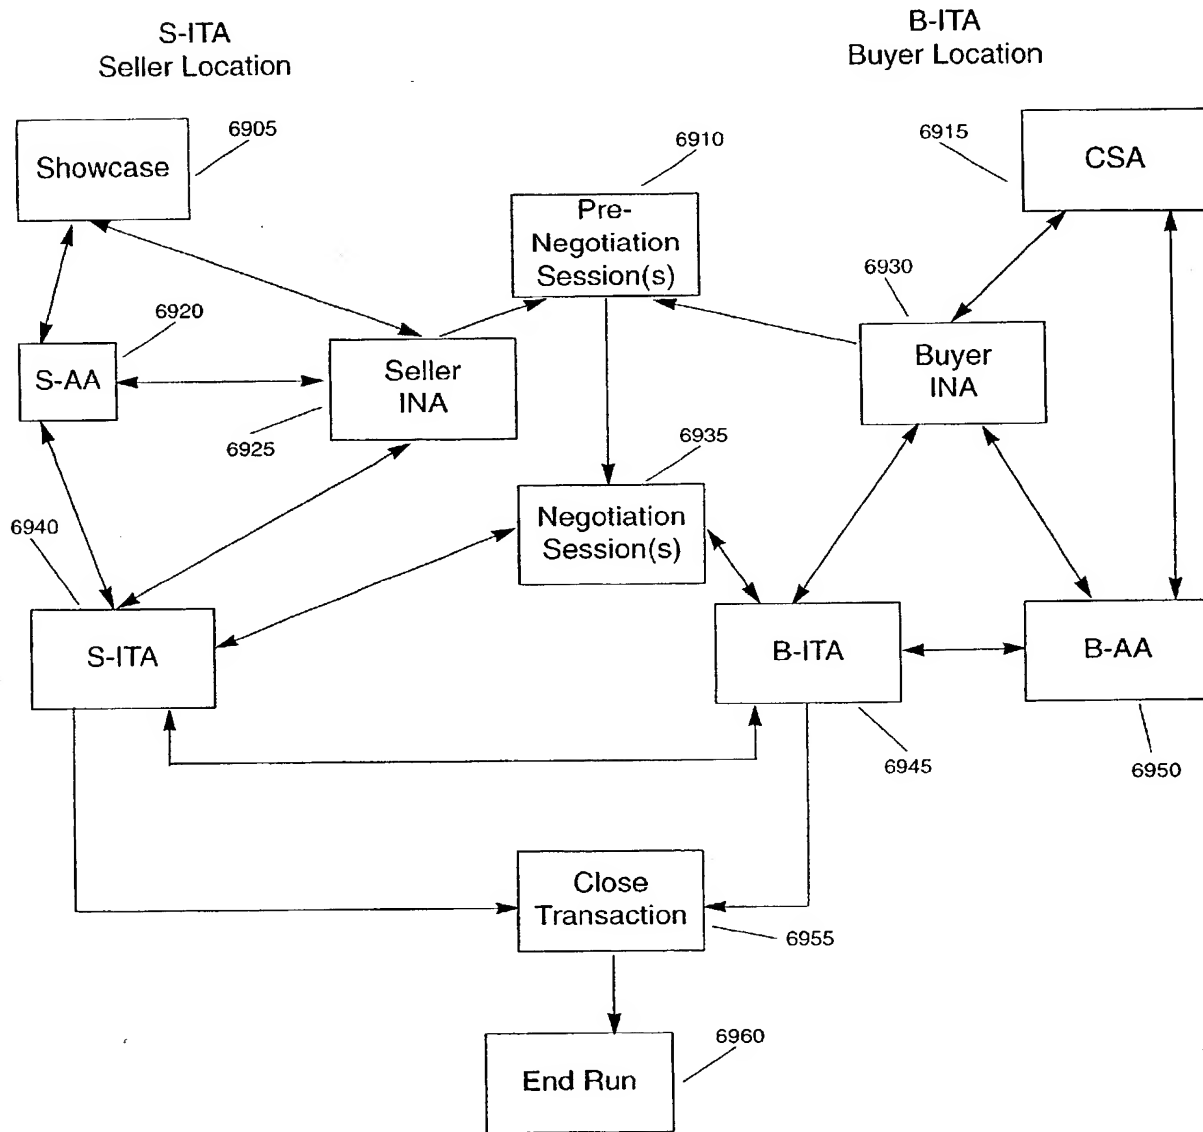 S-ITA
Seller Location
B-ITA
Buyer Location
6905
Showcase
6910
Pre-
Negotiation
Session(s)
6915
CSA
6920
S-AA
6925
Seller
INA
6930
Buyer
INA
6935
Negotiation
Session(s)
6940
S-ITA
B-ITA
6945
B-AA
6950
Close
Transaction
6955
End Run
6960